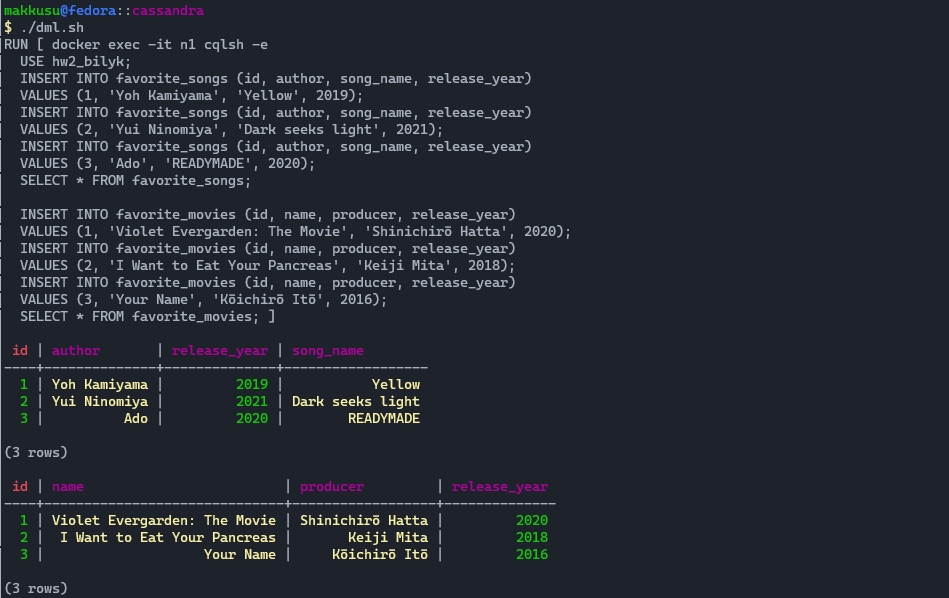 makkusu@fedora::cassandra
$ ./dml.sh
RUN [ docker exec -it n1 cqlsh -e
  USE hw2_bilyk;
  INSERT INTO favorite_songs (id, author, song_name, release_year)
  VALUES (1, 'Yoh Kamiyama', 'Yellow', 2019);
  INSERT INTO favorite_songs (id, author, song_name, release_year)
  VALUES (2, 'Yui Ninomiya', 'Dark seeks light', 2021);
  INSERT INTO favorite_songs (id, author, song_name, release_year)
  VALUES (3, 'Ado', 'READYMADE', 2020);
  SELECT * FROM favorite_songs;

  INSERT INTO favorite_movies (id, name, producer, release_year)
  VALUES (1, 'Violet Evergarden: The Movie', 'Shinichirō Hatta', 2020);
  INSERT INTO favorite_movies (id, name, producer, release_year)
  VALUES (2, 'I Want to Eat Your Pancreas', 'Keiji Mita', 2018);
  INSERT INTO favorite_movies (id, name, producer, release_year)
  VALUES (3, 'Your Name', 'Kōichirō Itō', 2016);
  SELECT * FROM favorite_movies; ]

 id | author       | release_year | song_name
----+--------------+--------------+------------------
  1 | Yoh Kamiyama |         2019 |           Yellow
  2 | Yui Ninomiya |         2021 | Dark seeks light
  3 |          Ado |         2020 |        READYMADE

(3 rows)

 id | name                         | producer         | release_year
----+------------------------------+------------------+--------------
  1 | Violet Evergarden: The Movie | Shinichirō Hatta |         2020
  2 |  I Want to Eat Your Pancreas |       Keiji Mita |         2018
  3 |                    Your Name |     Kōichirō Itō |         2016

(3 rows)